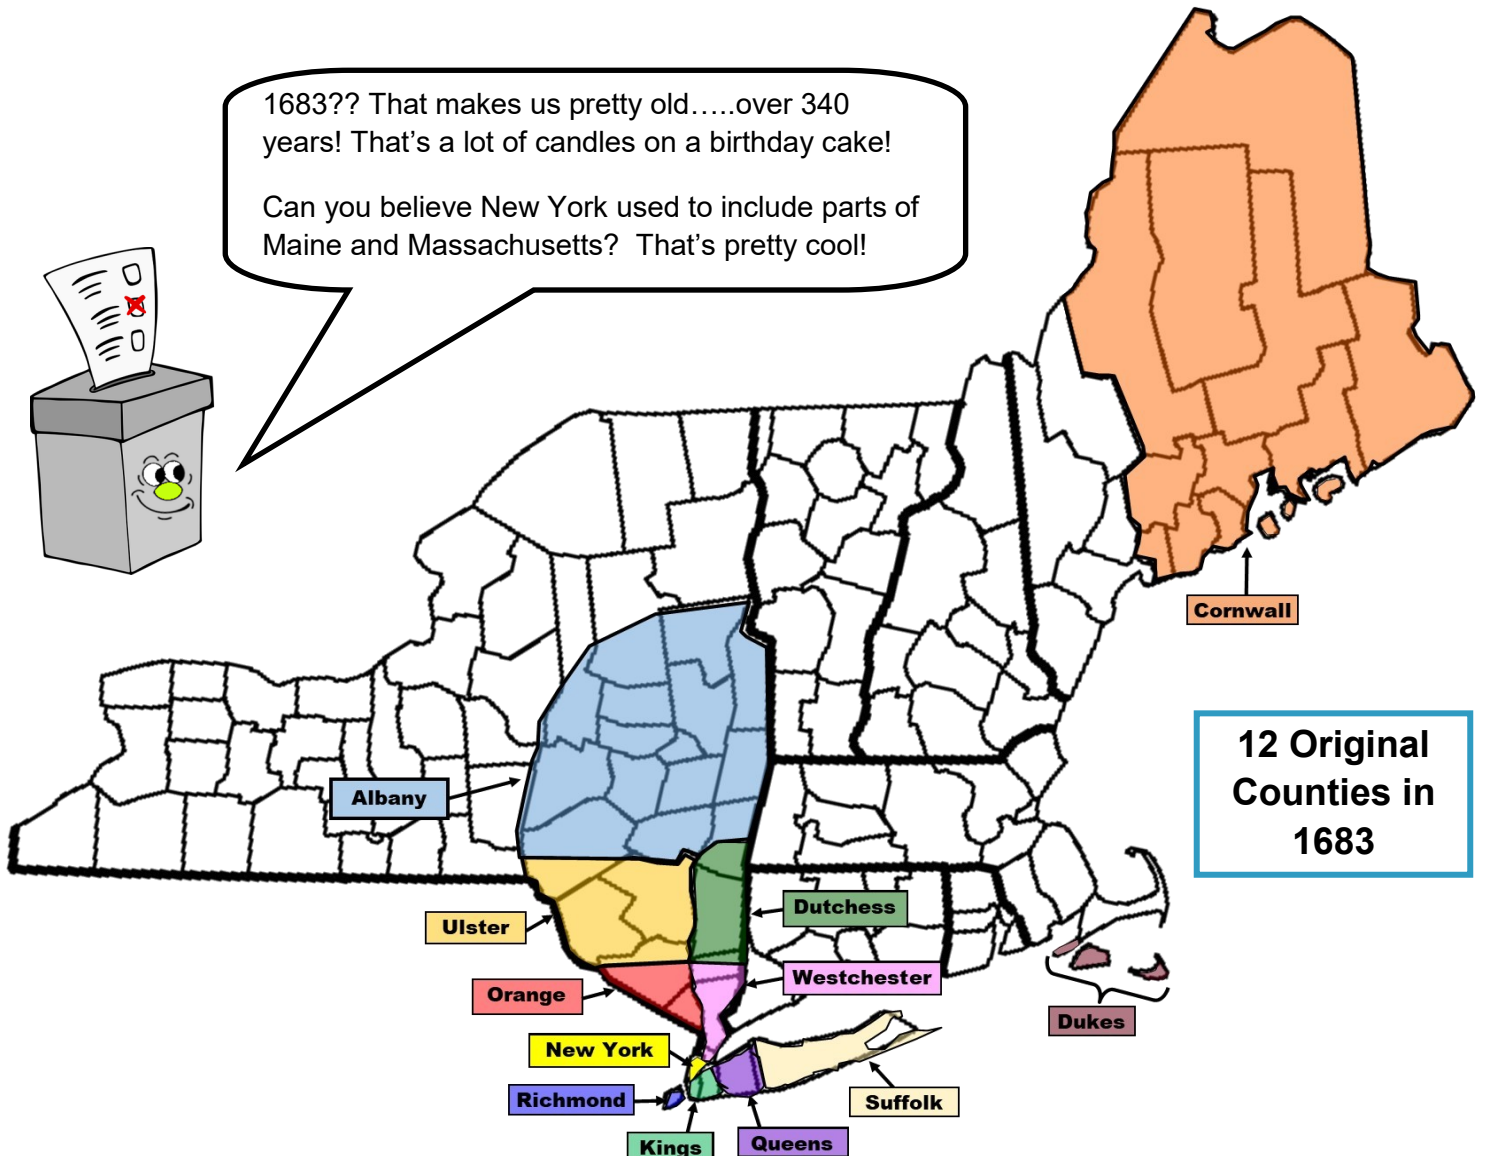 1683?? That makes us pretty old…..over 340
years! That’s a lot of candles on a birthday cake!
Can you believe New York used to include parts of
Maine and Massachusetts?  That’s pretty cool!
Cornwall
12 Original
Counties in
1683
Albany
Dutchess
Ulster
Westchester
Orange
Dukes
New York
Richmond
Suffolk
Kings
Queens